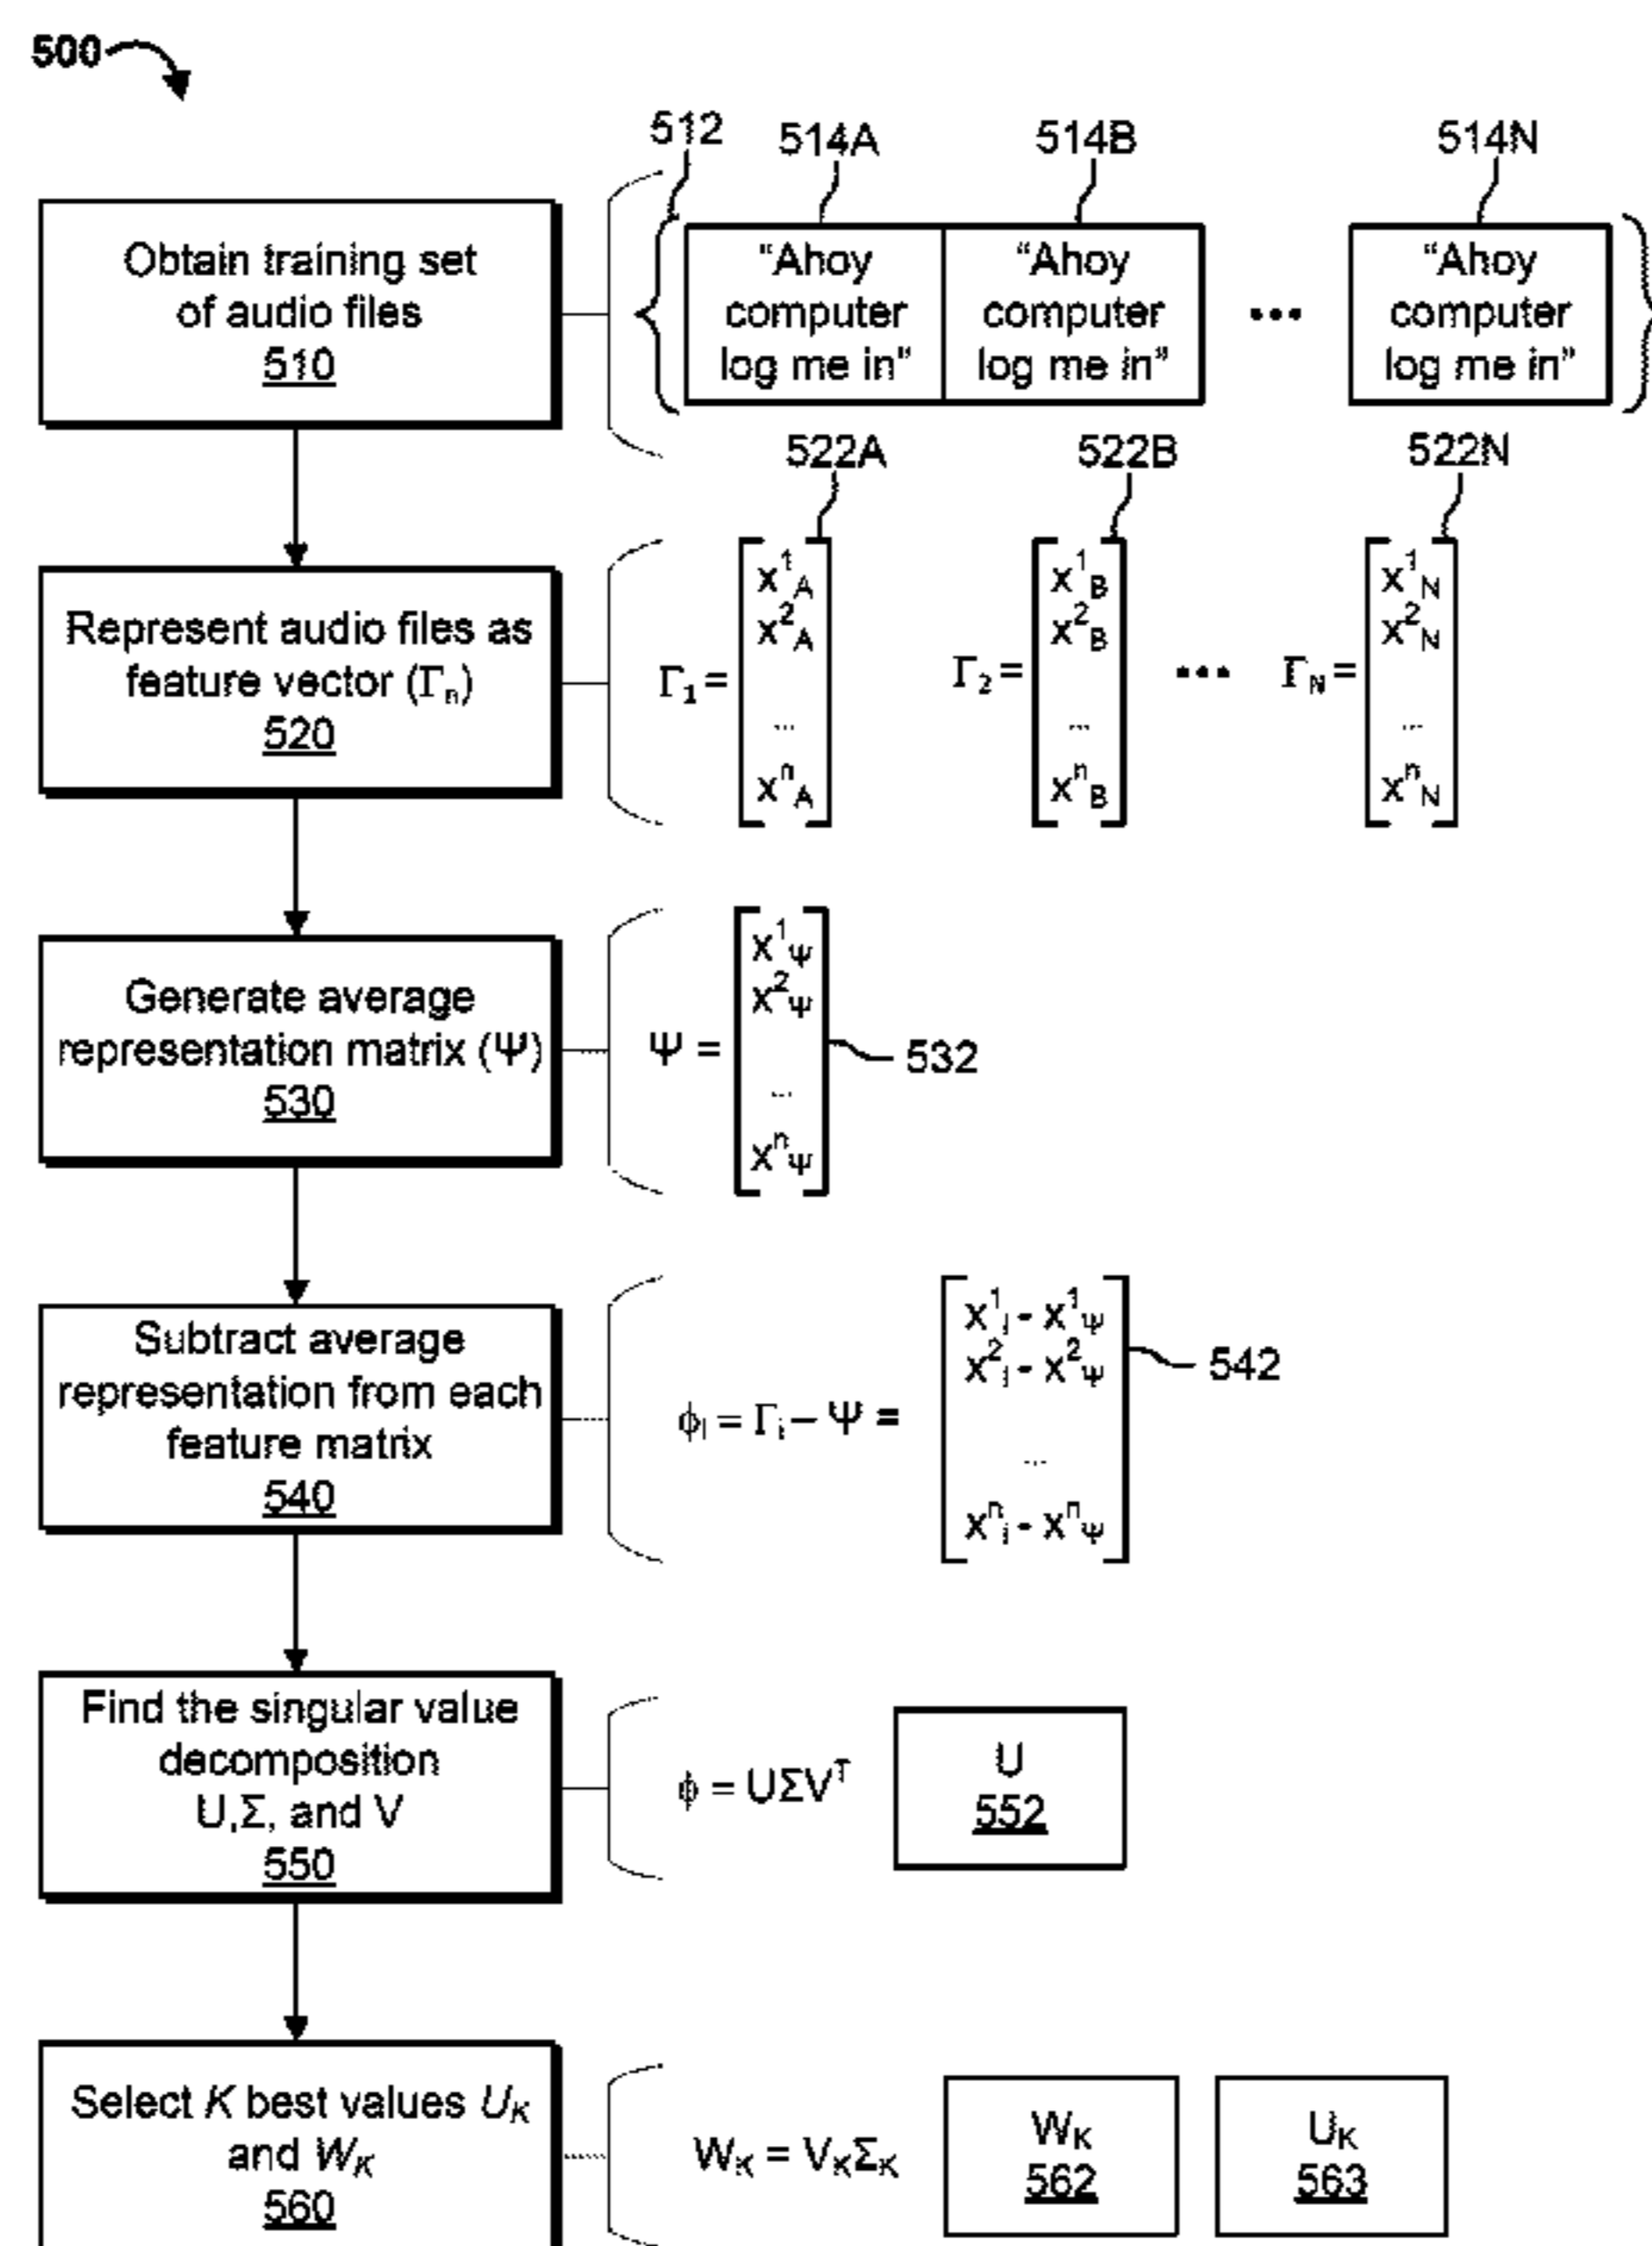 500
512 514A 514B 514N
Obtain training set
of audio files
510
“Ahoy
computer
log me in”
“Ahoy
computer
log me in”
•••
“Ahoy
computer
log me in”
522A 522B 522N
Represent audio files as
feature vector (Γₙ)
520
Γ₁ =
x¹A
x²A
...
xⁿA
Γ₂ =
x¹B
x²B
...
xⁿB
•••
ΓN =
x¹N
x²N
...
xⁿN
Generate average
representation matrix (Ψ)
530
Ψ =
x¹Ψ
x²Ψ
...
xⁿΨ
532
Subtract average
representation from each
feature matrix
540
ϕᵢ = Γᵢ – Ψ =
x¹ᵢ - x¹Ψ
x²ᵢ - x²Ψ
...
xⁿᵢ - xⁿΨ
542
Find the singular value
decomposition
U,Σ, and V
550
ϕ = UΣVᵀ
U
552
Select K best values UK
and WK
560
WK = VKΣK
WK
562
UK
563